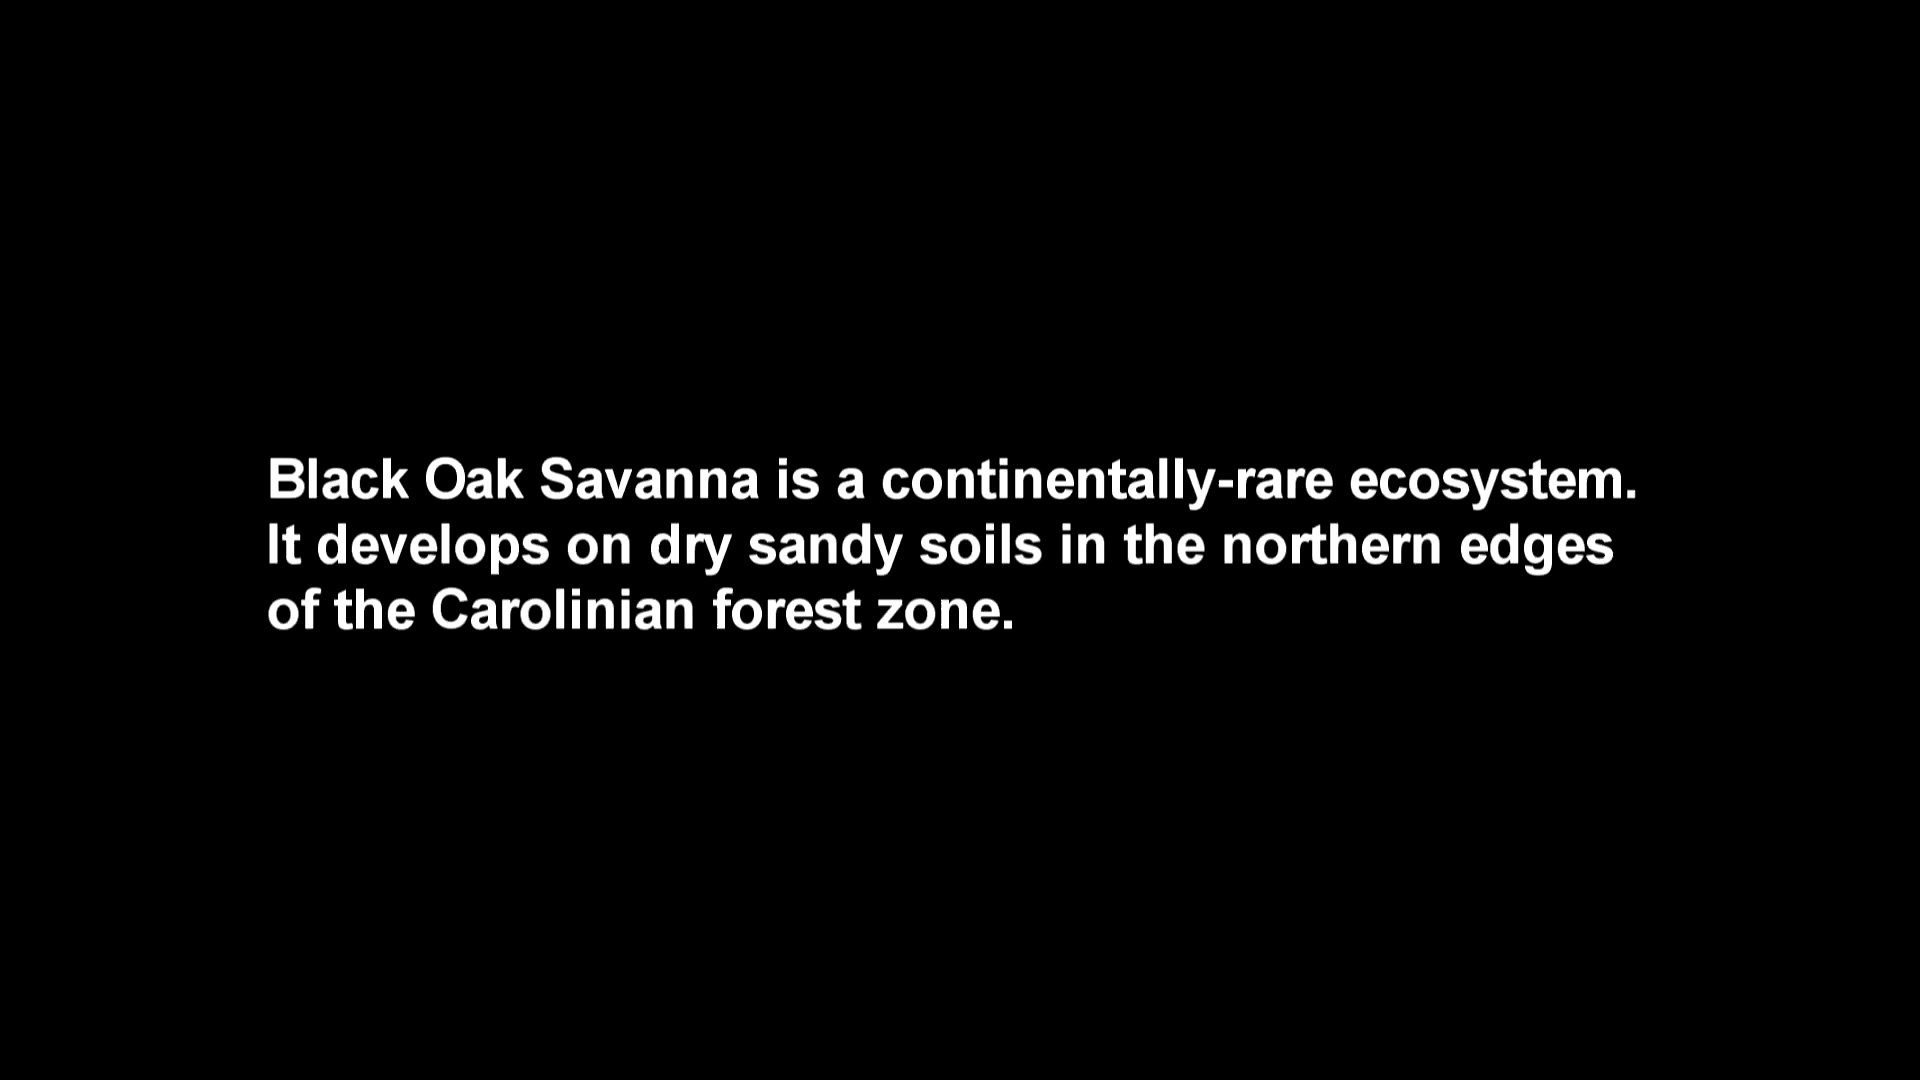 Black Oak Savanna is a continentally-rare ecosystem.
It develops on dry sandy soils in the northern edges
of the Carolinian forest zone.